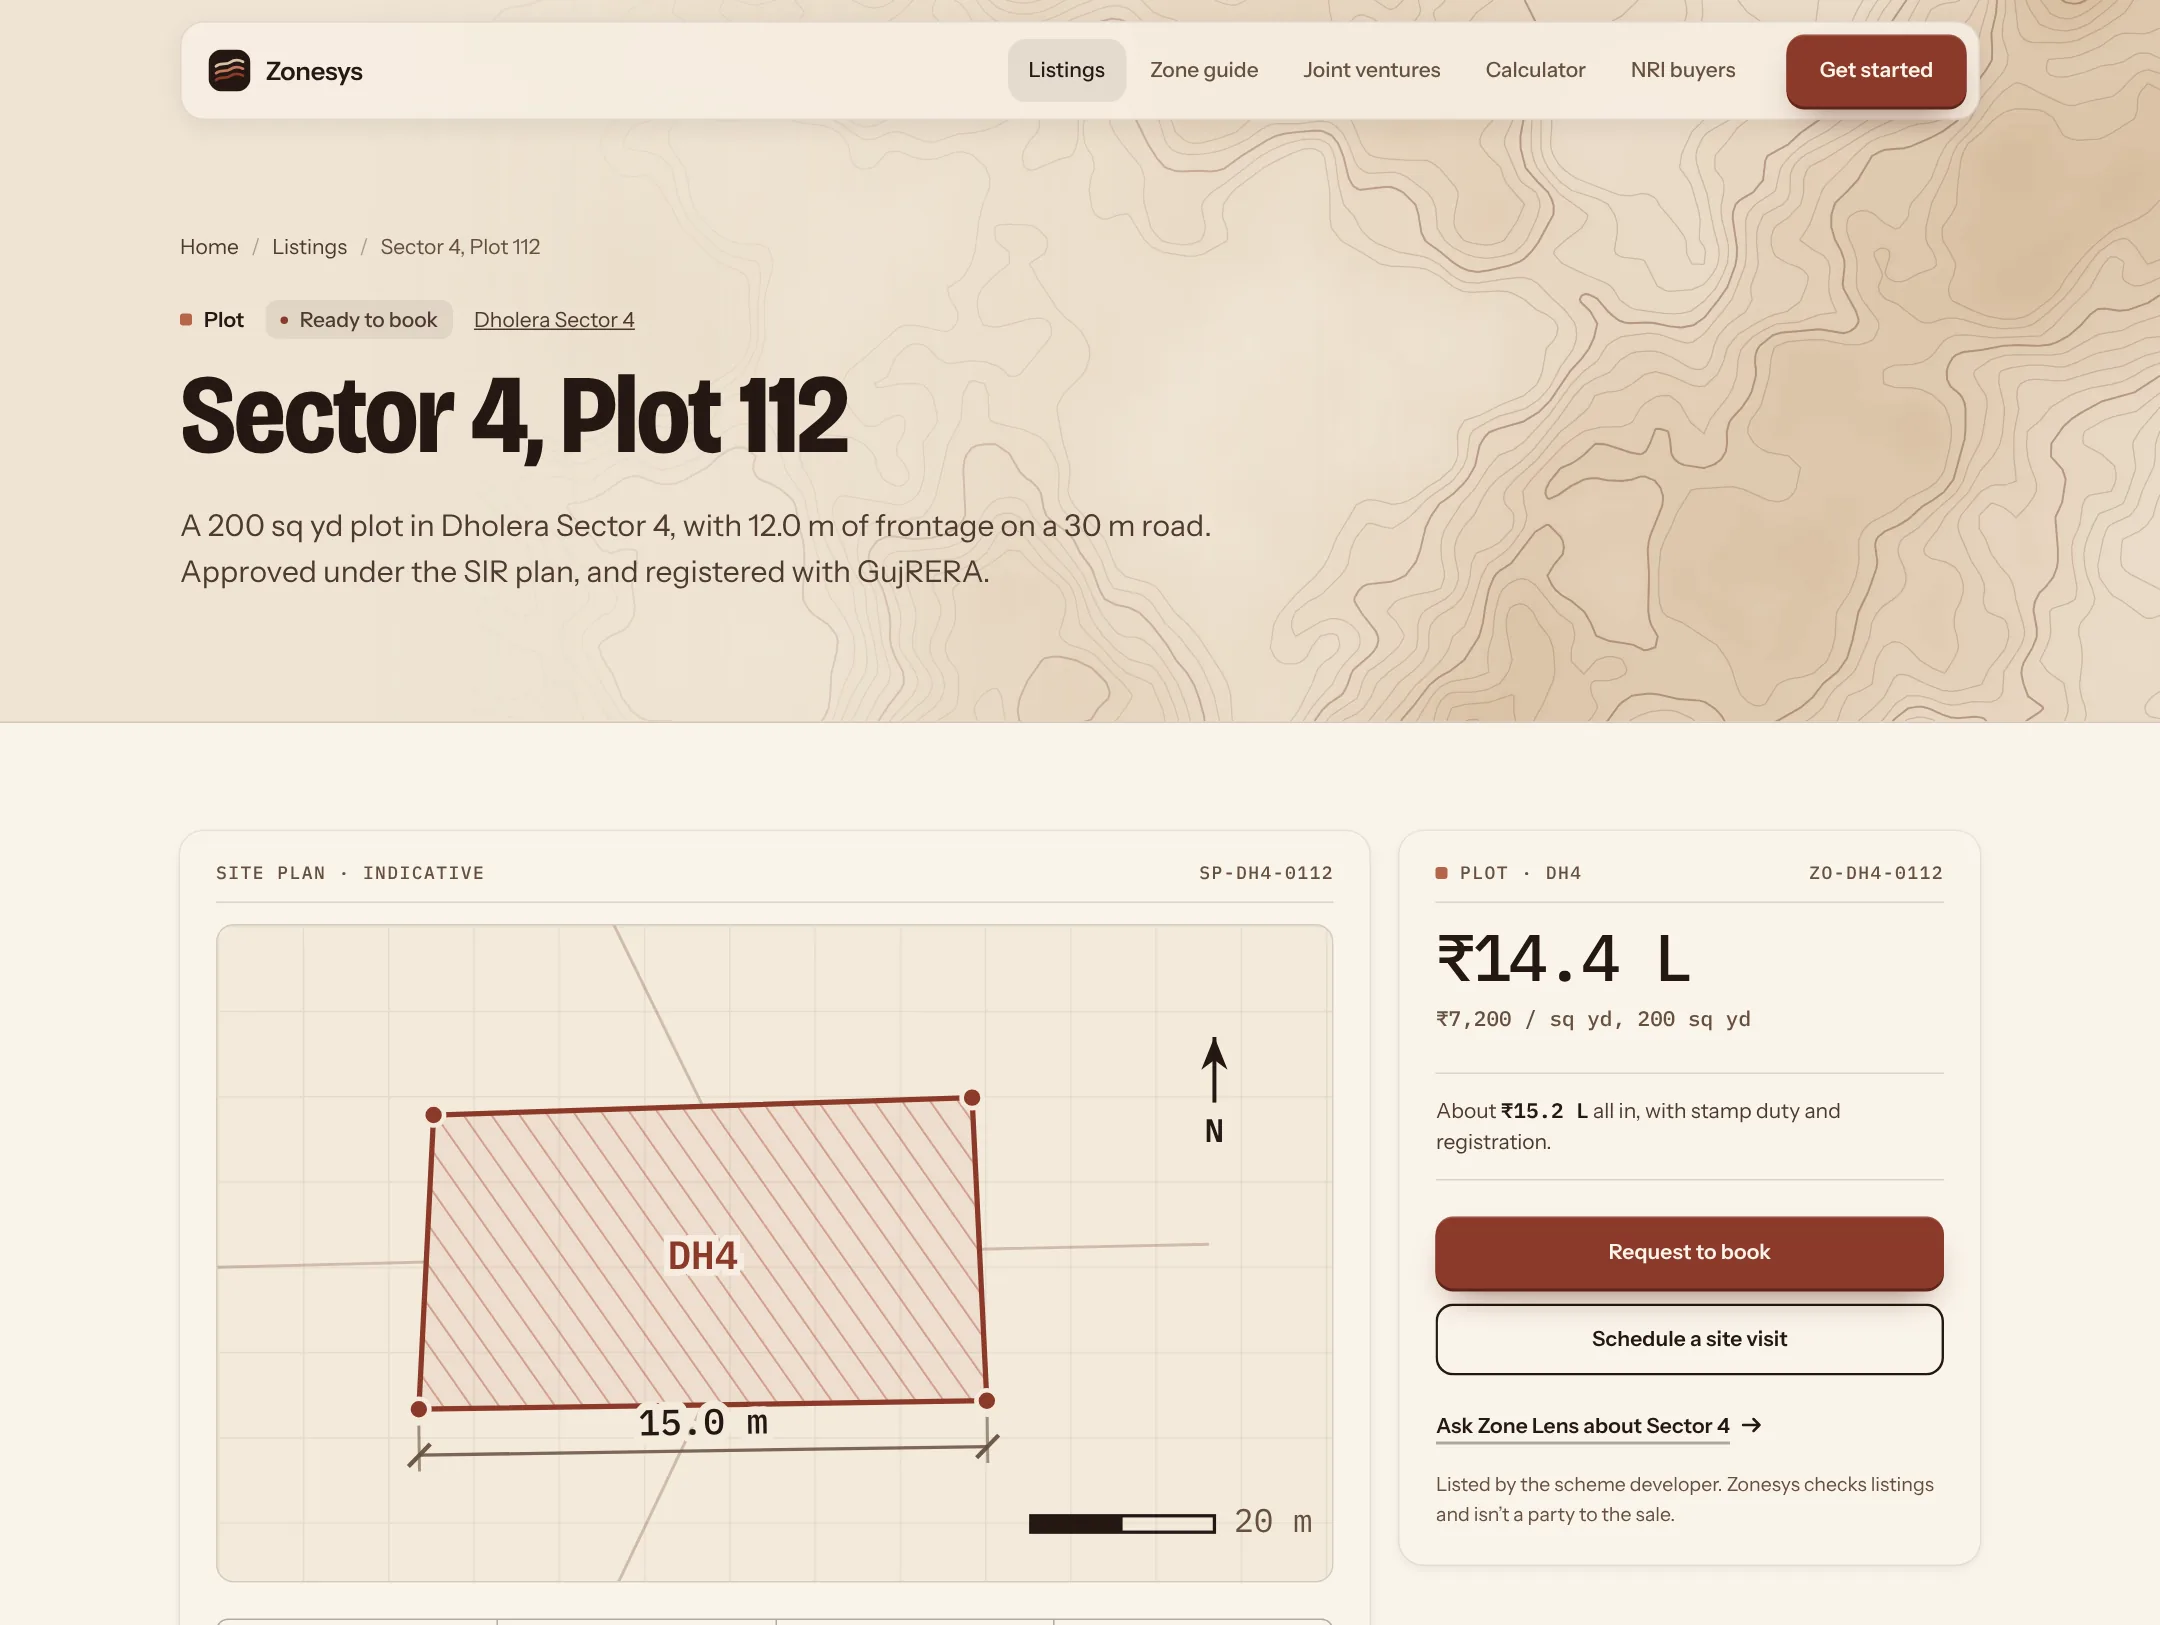 Zonesys
Listings
Zone guide
Joint ventures
Calculator
NRI buyers
Get started
Home / Listings / Sector 4, Plot 112
Plot
Ready to book
Dholera Sector 4
Sector 4, Plot 112
A 200 sq yd plot in Dholera Sector 4, with 12.0 m of frontage on a 30 m road.
Approved under the SIR plan, and registered with GujRERA.
SITE PLAN · INDICATIVE
SP-DH4-0112
N
DH4
15.0 m
20 m
PLOT · DH4
ZO-DH4-0112
₹14.4 L
₹7,200 / sq yd, 200 sq yd
About ₹15.2 L all in, with stamp duty and
registration.
Request to book
Schedule a site visit
Ask Zone Lens about Sector 4 →
Listed by the scheme developer. Zonesys checks listings
and isn’t a party to the sale.